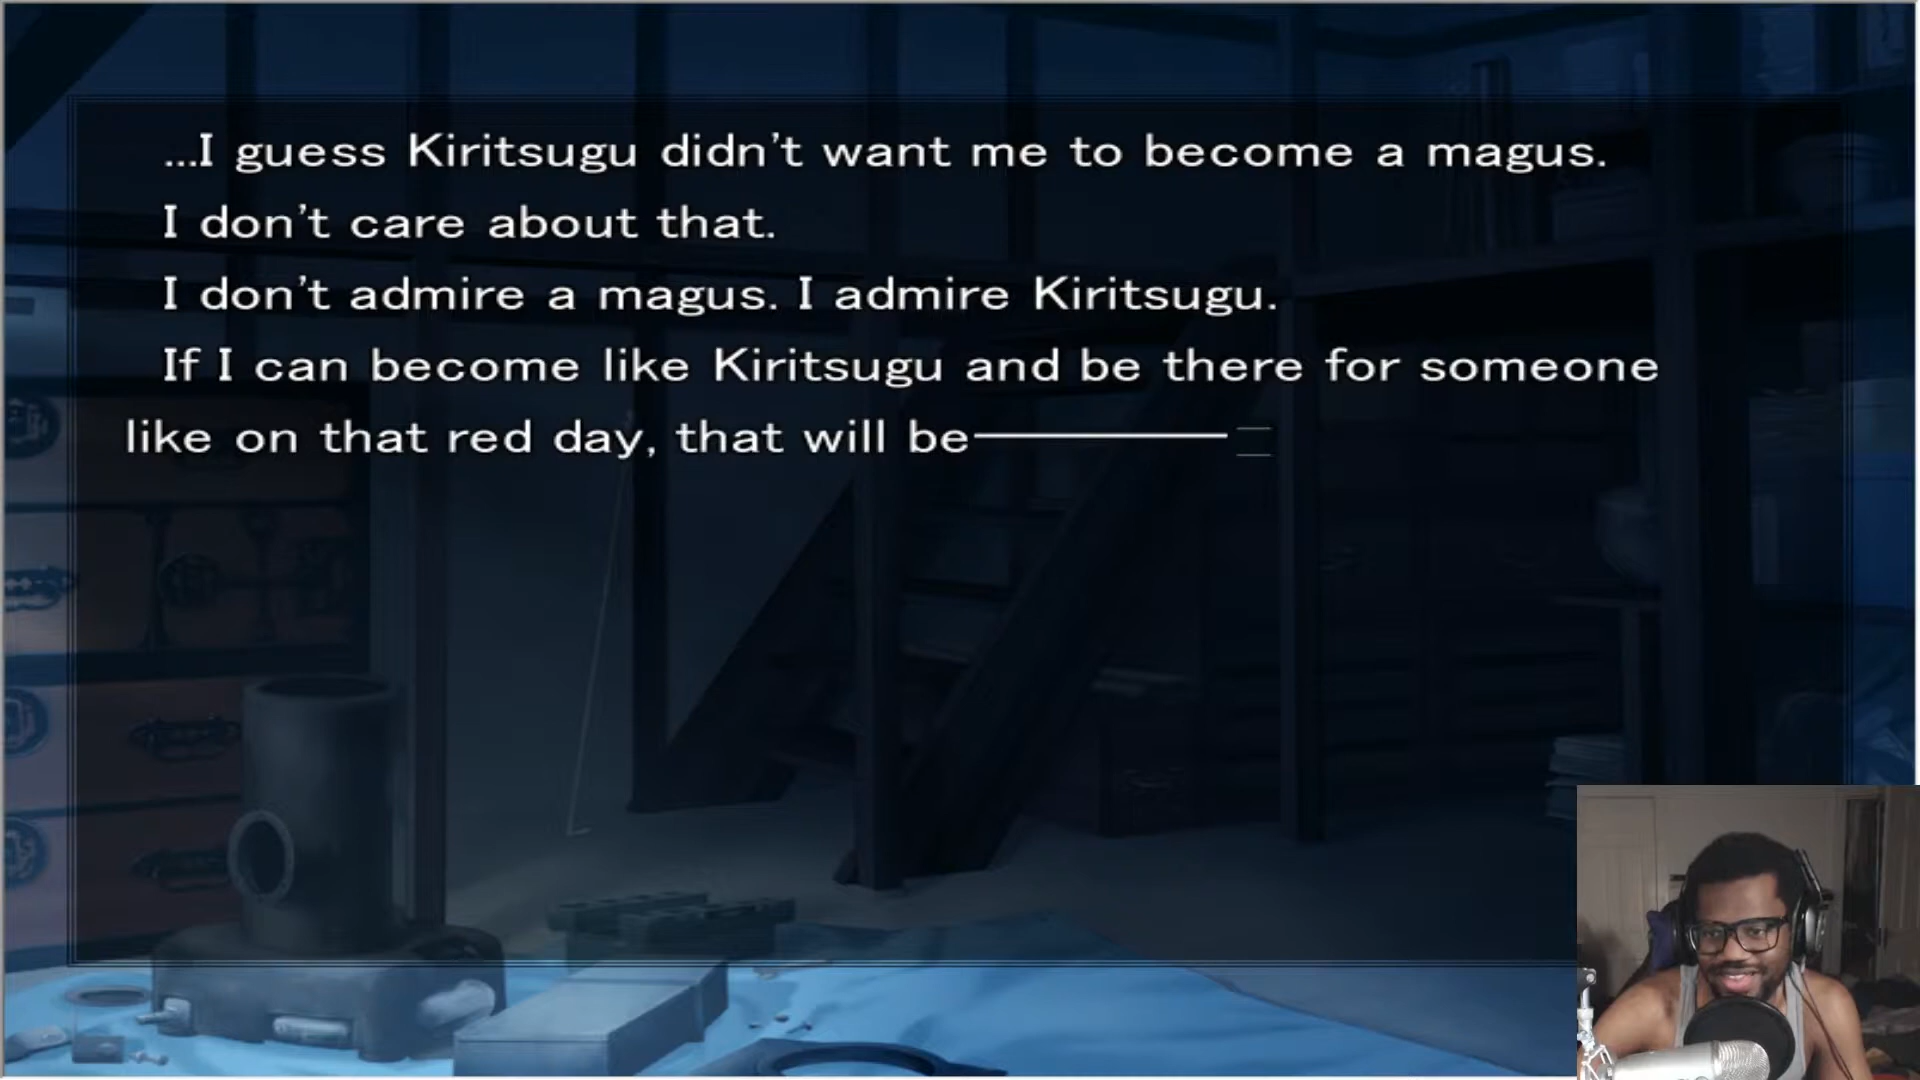 ...I guess Kiritsugu didn't want me to become a magus.
I don't care about that.
I don't admire a magus. I admire Kiritsugu.
If I can become like Kiritsugu and be there for someone
like on that red day, that will be————